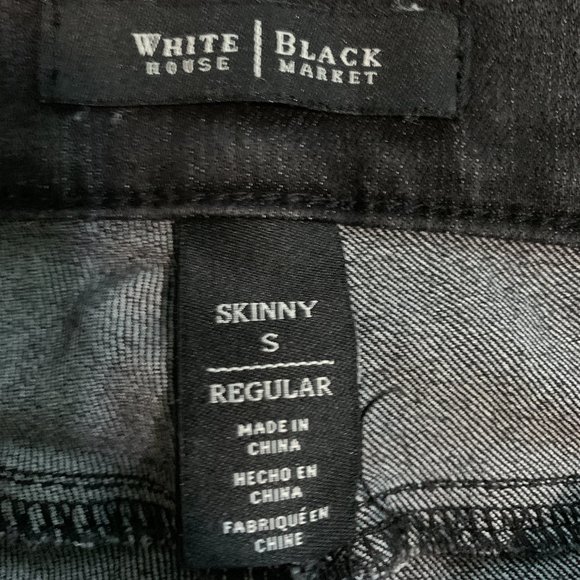 WHITE | BLACK
HOUSE | MARKET
SKINNY
S
REGULAR
MADE IN
CHINA
HECHO EN
CHINA
FABRIQUÉ EN
CHINE